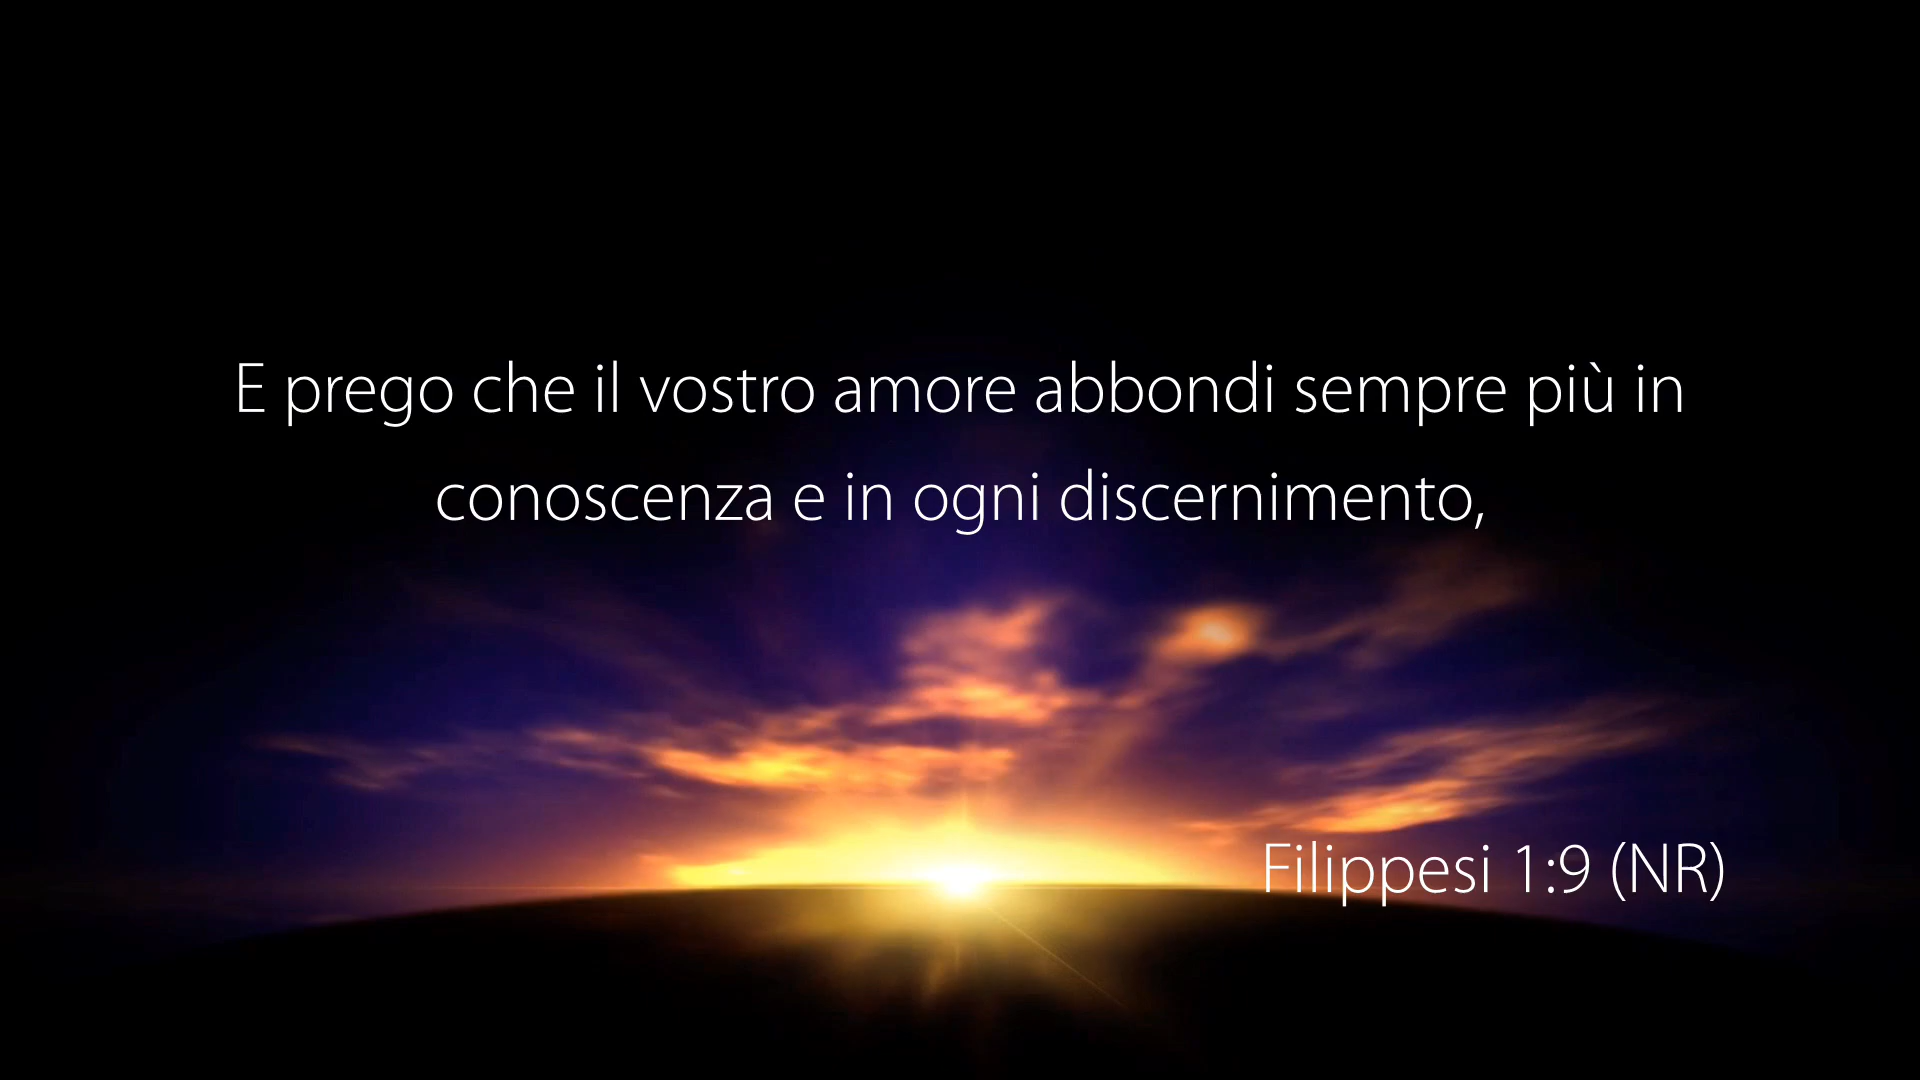 E prego che il vostro amore abbondi sempre più in
conoscenza e in ogni discernimento,
Filippesi 1:9 (NR)